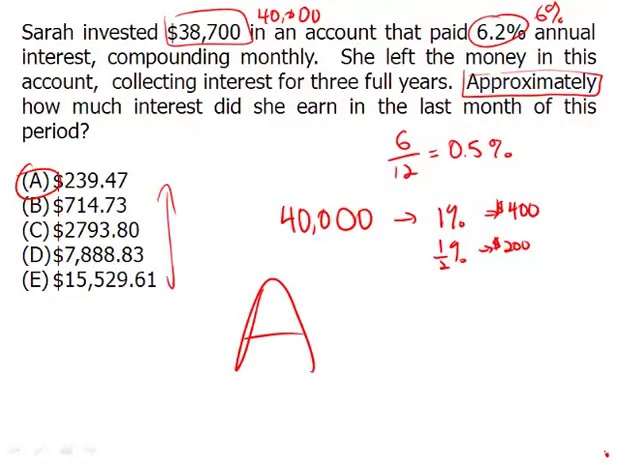 40,000
6%
Sarah invested $38,700 in an account that paid 6.2% annual
interest, compounding monthly. She left the money in this
account, collecting interest for three full years. Approximately
how much interest did she earn in the last month of this
period?
6/12 = 0.5%
(A) $239.47
(B) $714.73
(C) $2793.80
(D) $7,888.83
(E) $15,529.61
40,000 → 1% → $400
1/2% → $200
A